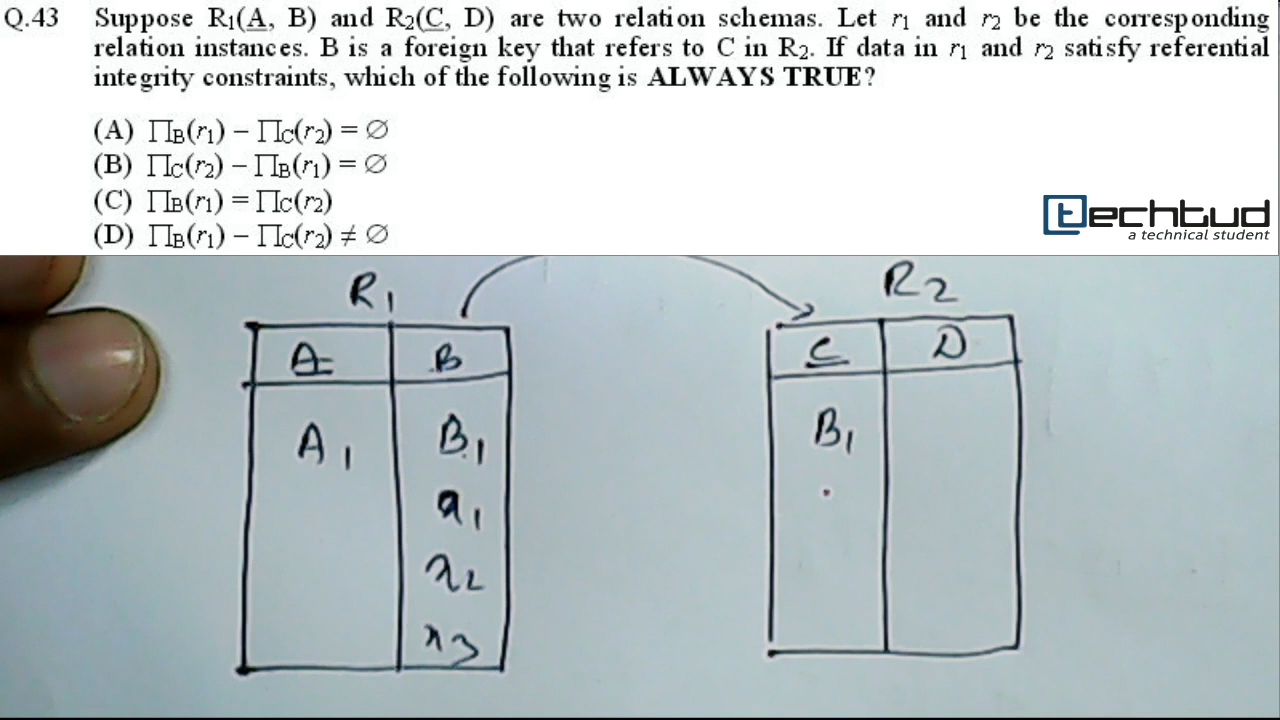 Q.43 Suppose R₁(A, B) and R₂(C, D) are two relation schemas. Let r₁ and r₂ be the corresponding
relation instances. B is a foreign key that refers to C in R₂. If data in r₁ and r₂ satisfy referential
integrity constraints, which of the following is ALWAYS TRUE?
(A) ∏B(r₁) – ∏C(r₂) = ∅
(B) ∏C(r₂) – ∏B(r₁) = ∅
(C) ∏B(r₁) = ∏C(r₂)
(D) ∏B(r₁) – ∏C(r₂) ≠ ∅
techtud
a technical student
R₁ R₂
A B C D
A₁ B₁ B₁
x₂
x₃